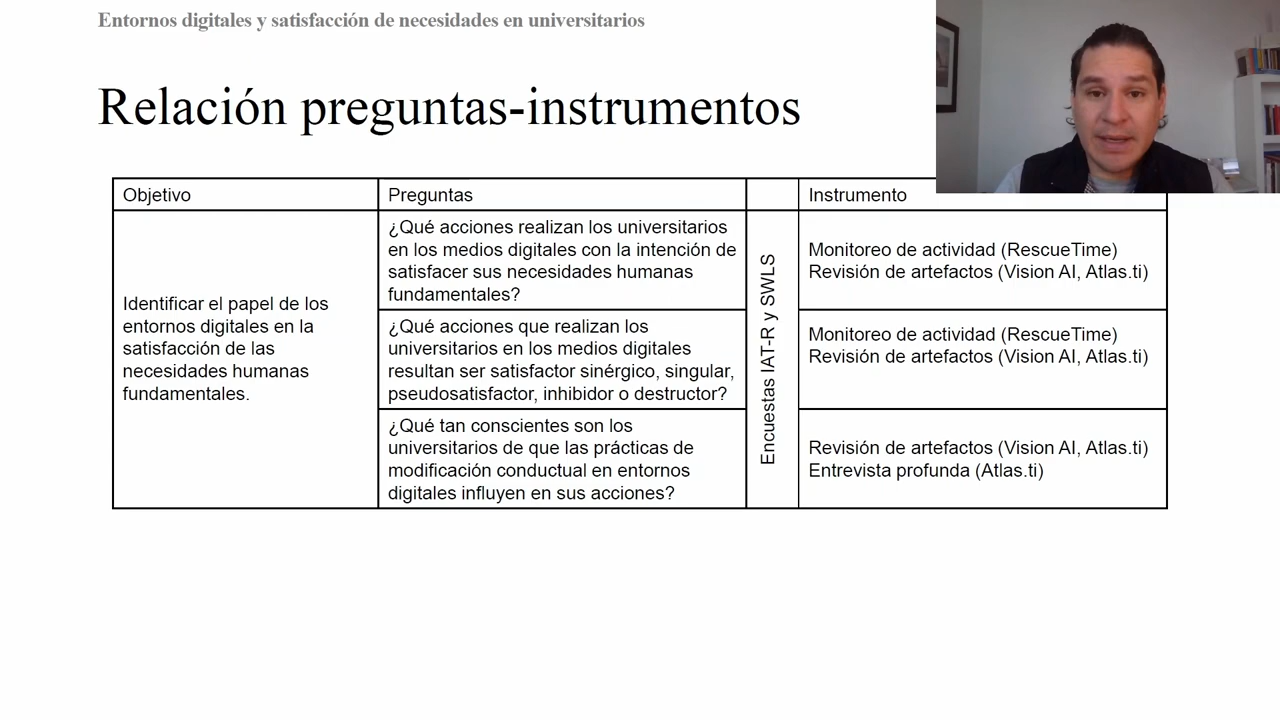 Entornos digitales y satisfacción de necesidades en universitarios
Relación preguntas-instrumentos
Objetivo
Preguntas
Instrumento
Identificar el papel de los
entornos digitales en la
satisfacción de las
necesidades humanas
fundamentales.
¿Qué acciones realizan los universitarios
en los medios digitales con la intención de
satisfacer sus necesidades humanas
fundamentales?
Encuestas IAT-R y SWLS
Monitoreo de actividad (RescueTime)
Revisión de artefactos (Vision AI, Atlas.ti)
¿Qué acciones que realizan los
universitarios en los medios digitales
resultan ser satisfactor sinérgico, singular,
pseudosatisfactor, inhibidor o destructor?
Monitoreo de actividad (RescueTime)
Revisión de artefactos (Vision AI, Atlas.ti)
¿Qué tan conscientes son los
universitarios de que las prácticas de
modificación conductual en entornos
digitales influyen en sus acciones?
Revisión de artefactos (Vision AI, Atlas.ti)
Entrevista profunda (Atlas.ti)